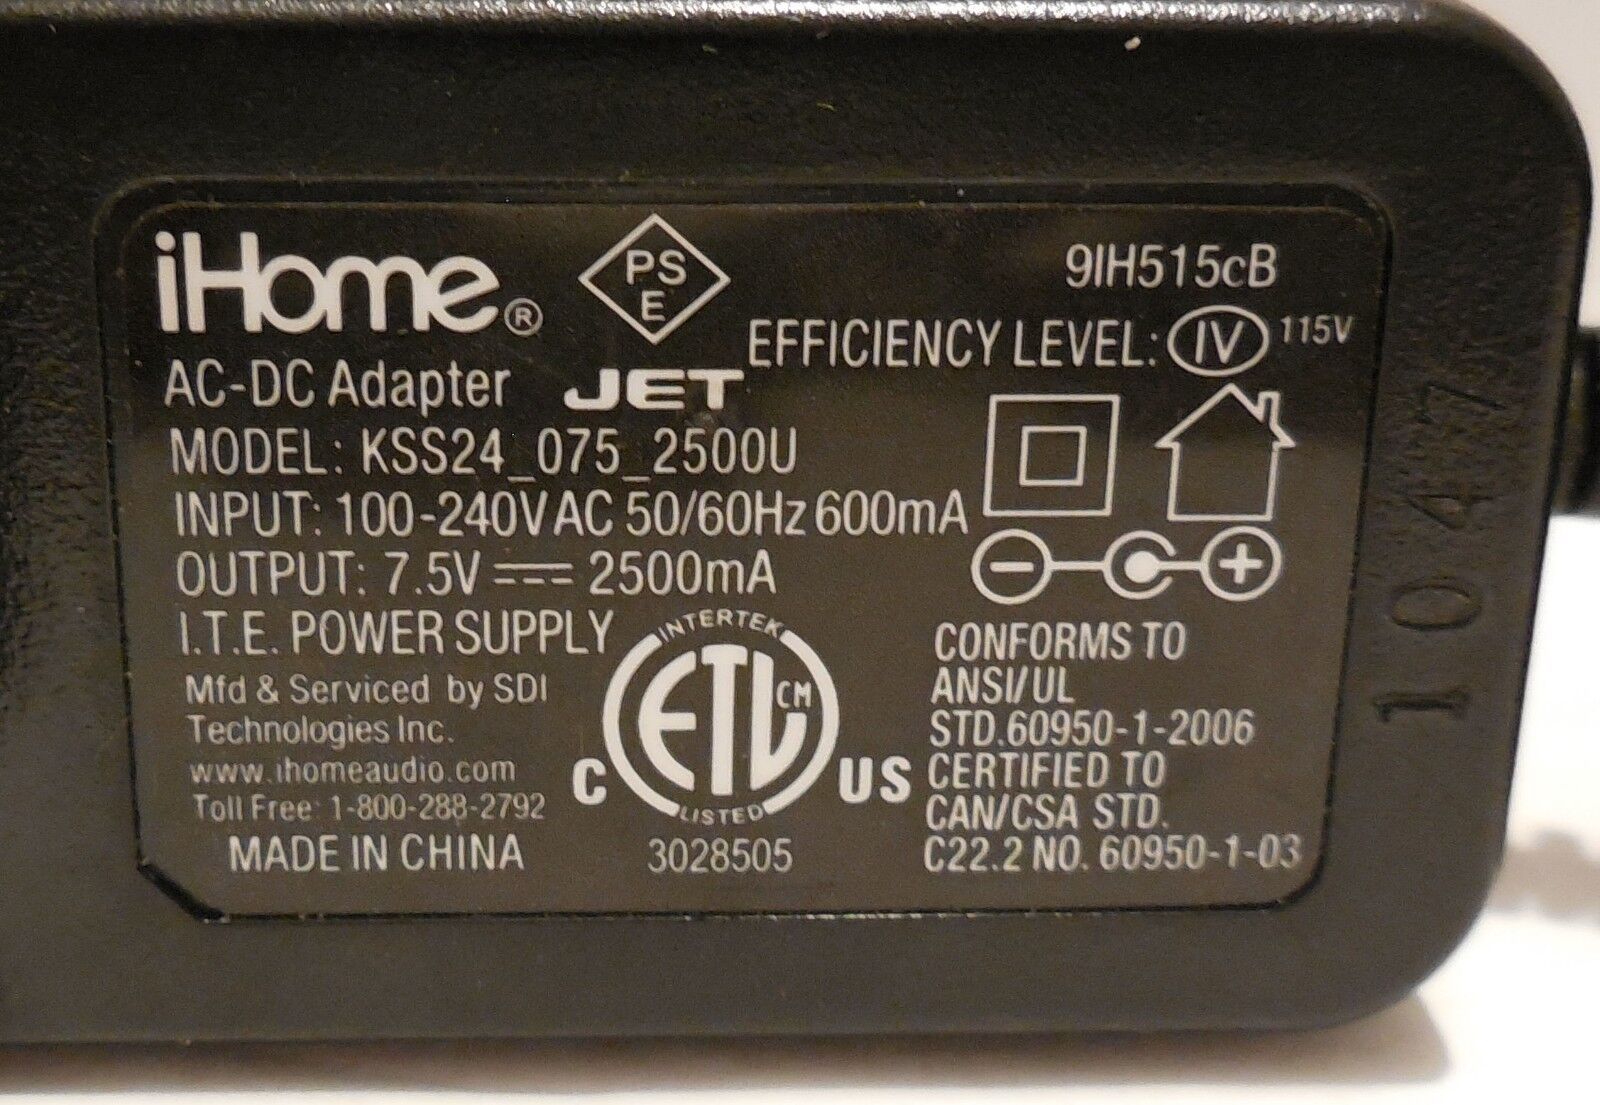 iHome®
PS
E
9IH515cB
EFFICIENCY LEVEL: IV 115V
AC-DC Adapter JET
MODEL: KSS24_075_2500U
INPUT: 100-240V AC 50/60Hz 600mA
OUTPUT: 7.5V 2500mA
I.T.E. POWER SUPPLY
Mfd & Serviced by SDI
Technologies Inc.
www.ihomeaudio.com
Toll Free: 1-800-288-2792
MADE IN CHINA
INTERTEK
ETL CM
C US
LISTED
3028505
CONFORMS TO
ANSI/UL
STD.60950-1-2006
CERTIFIED TO
CAN/CSA STD.
C22.2 NO. 60950-1-03
1047